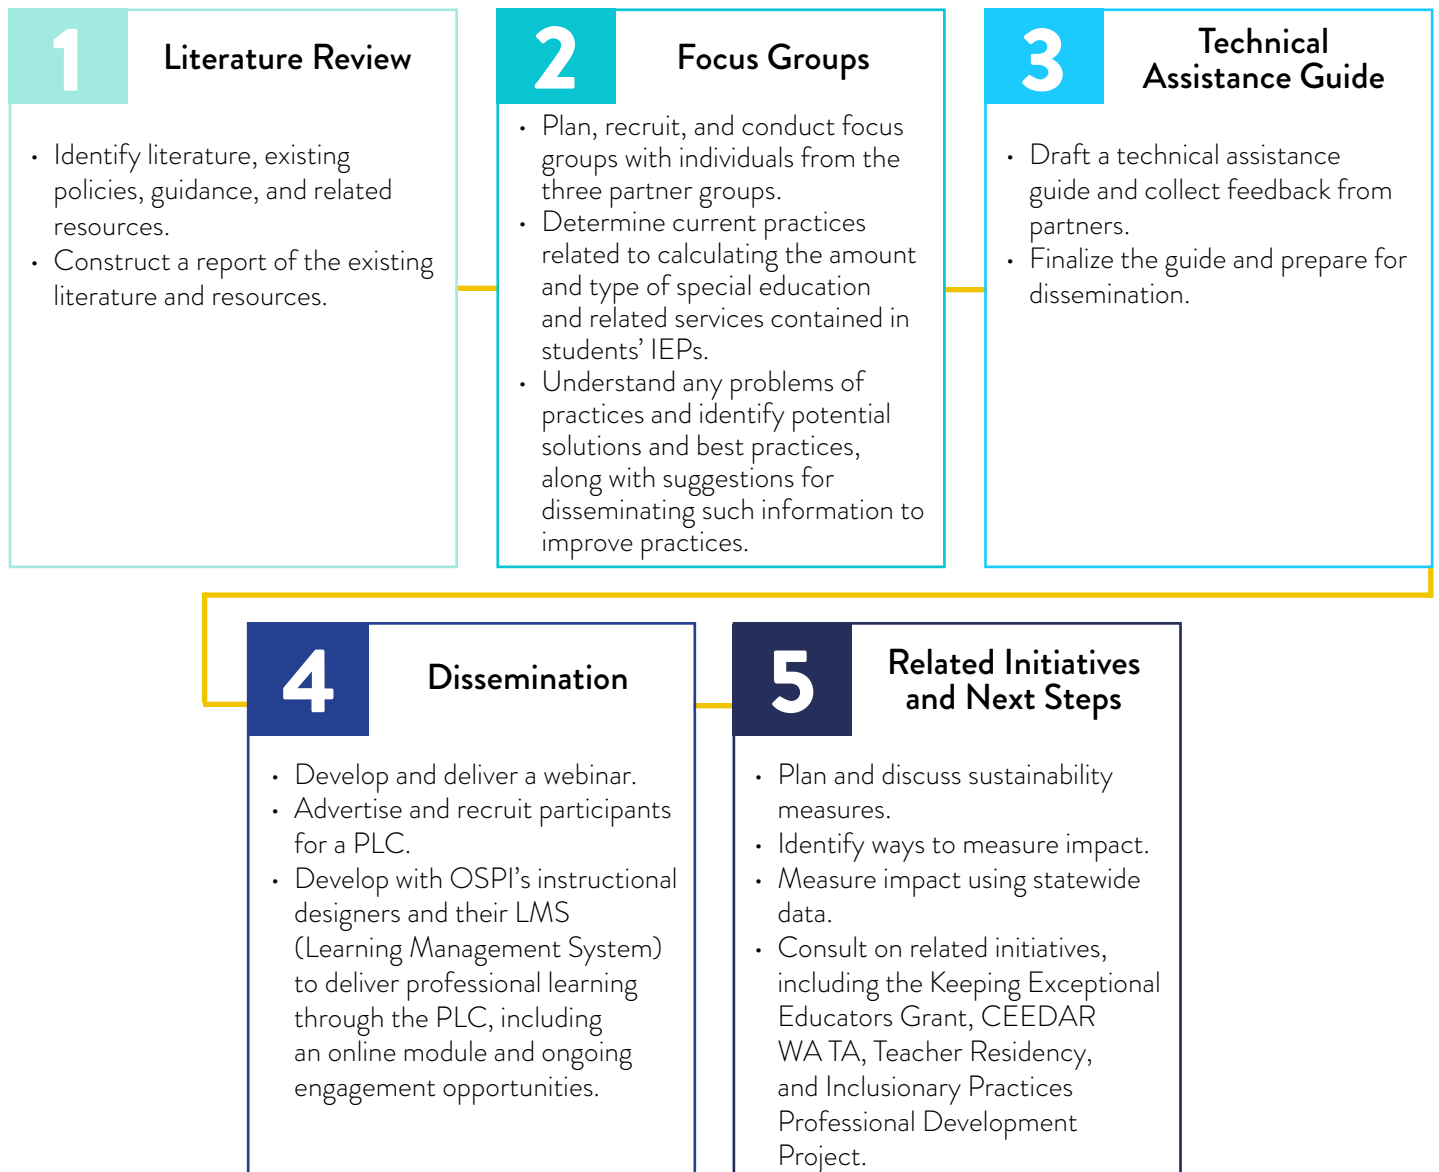 1
Literature Review
• Identify literature, existing
policies, guidance, and related
resources.
• Construct a report of the existing
literature and resources.
2
Focus Groups
• Plan, recruit, and conduct focus
groups with individuals from the
three partner groups.
• Determine current practices
related to calculating the amount
and type of special education
and related services contained in
students’ IEPs.
• Understand any problems of
practices and identify potential
solutions and best practices,
along with suggestions for
disseminating such information to
improve practices.
3
Technical
Assistance Guide
• Draft a technical assistance
guide and collect feedback from
partners.
• Finalize the guide and prepare for
dissemination.
4
Dissemination
• Develop and deliver a webinar.
• Advertise and recruit participants
for a PLC.
• Develop with OSPI’s instructional
designers and their LMS
(Learning Management System)
to deliver professional learning
through the PLC, including
an online module and ongoing
engagement opportunities.
5
Related Initiatives
and Next Steps
• Plan and discuss sustainability
measures.
• Identify ways to measure impact.
• Measure impact using statewide
data.
• Consult on related initiatives,
including the Keeping Exceptional
Educators Grant, CEEDAR
WA TA, Teacher Residency,
and Inclusionary Practices
Professional Development
Project.